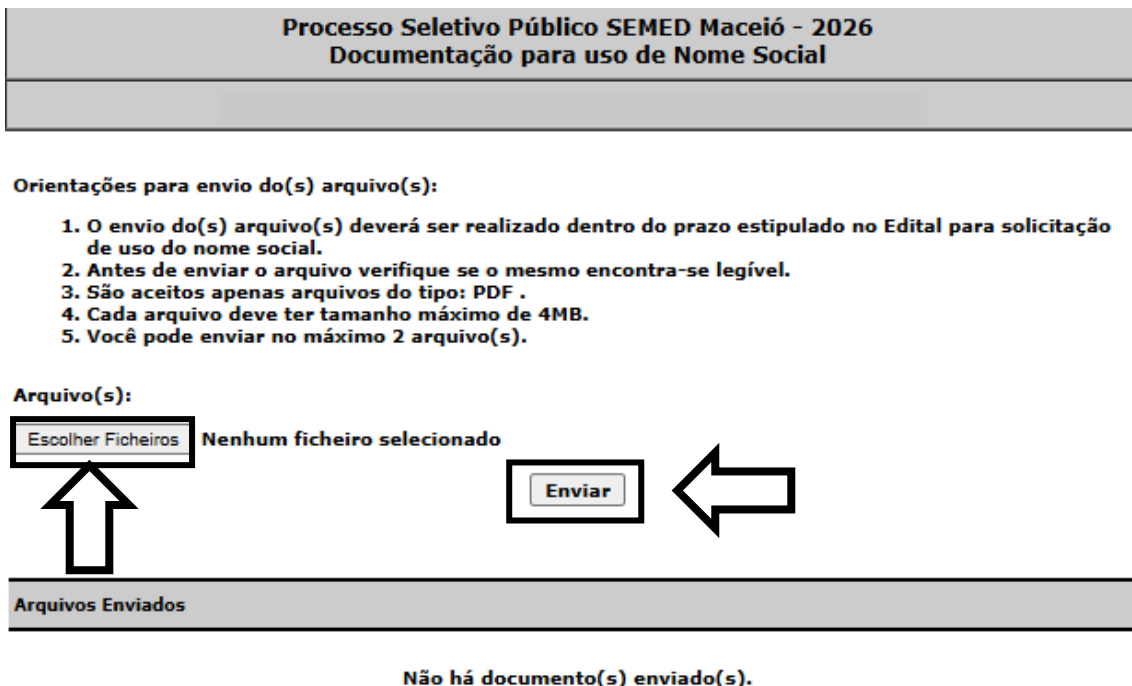 Processo Seletivo Público SEMED Maceió - 2026
Documentação para uso de Nome Social
Orientações para envio do(s) arquivo(s):
1. O envio do(s) arquivo(s) deverá ser realizado dentro do prazo estipulado no Edital para solicitação
de uso do nome social.
2. Antes de enviar o arquivo verifique se o mesmo encontra-se legível.
3. São aceitos apenas arquivos do tipo: PDF .
4. Cada arquivo deve ter tamanho máximo de 4MB.
5. Você pode enviar no máximo 2 arquivo(s).
Arquivo(s):
Escolher Ficheiros Nenhum ficheiro selecionado
Enviar
Arquivos Enviados
Não há documento(s) enviado(s).